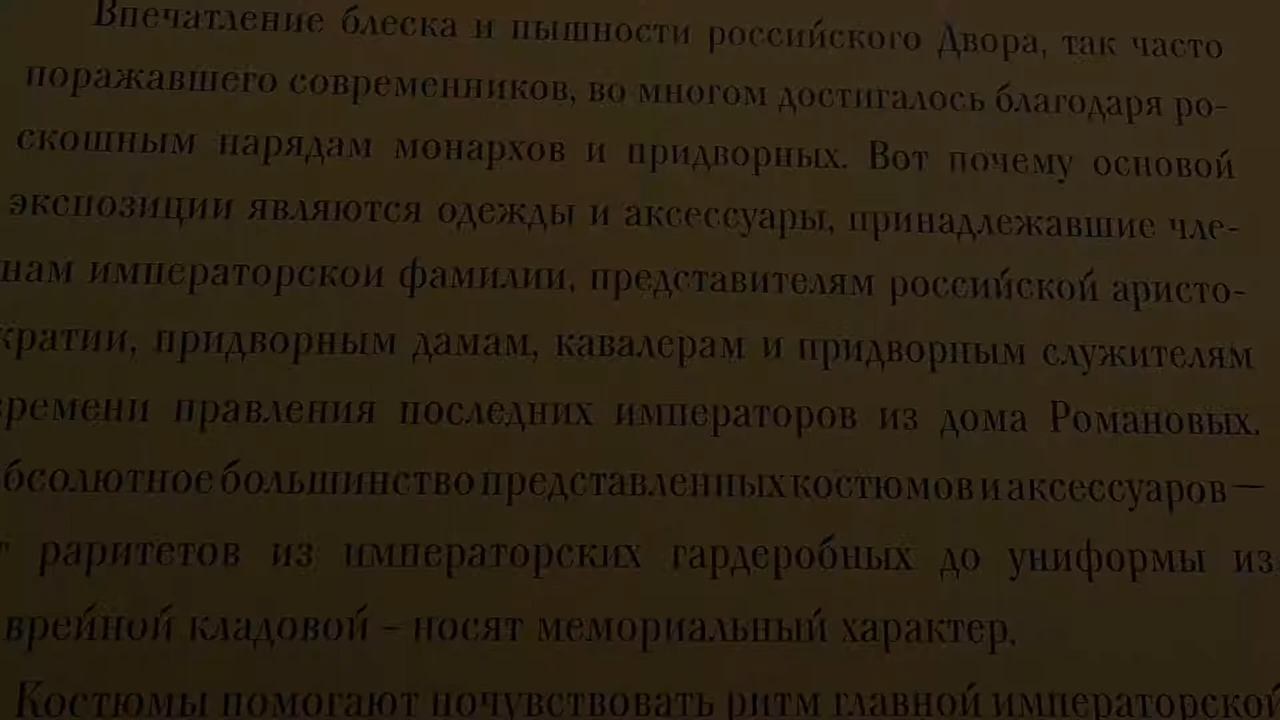 Впечатление блеска и пышности российского Двора, так часто
поражавшего современников, во многом достигалось благодаря ро-
скошным нарядам монархов и придворных. Вот почему основой
экспозиции являются одежды и аксессуары, принадлежавшие чле-
нам императорской фамилии, представителям российской аристо-
кратии, придворным дамам, кавалерам и придворным служителям
времени правления последних императоров из дома Романовых.
бсолютное большинство представленных костюмов и аксессуаров —
т раритетов из императорских гардеробных до униформы из
врейной кладовой – носят мемориальный характер.
Костюмы помогают почувствовать ритм главной императорской